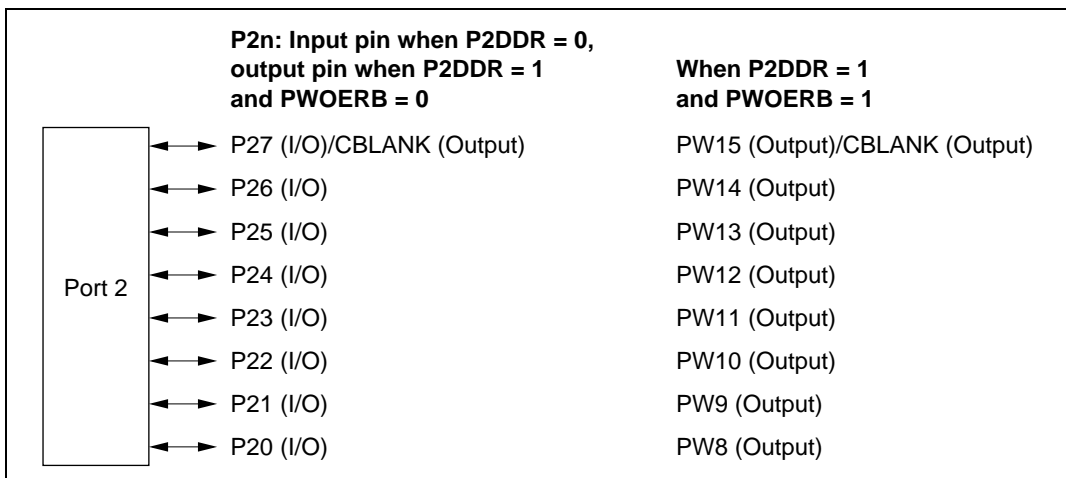 P2n: Input pin when P2DDR = 0,
output pin when P2DDR = 1
and PWOERB = 0
When P2DDR = 1
and PWOERB = 1
Port 2
P27 (I/O)/CBLANK (Output) PW15 (Output)/CBLANK (Output)
P26 (I/O) PW14 (Output)
P25 (I/O) PW13 (Output)
P24 (I/O) PW12 (Output)
P23 (I/O) PW11 (Output)
P22 (I/O) PW10 (Output)
P21 (I/O) PW9 (Output)
P20 (I/O) PW8 (Output)